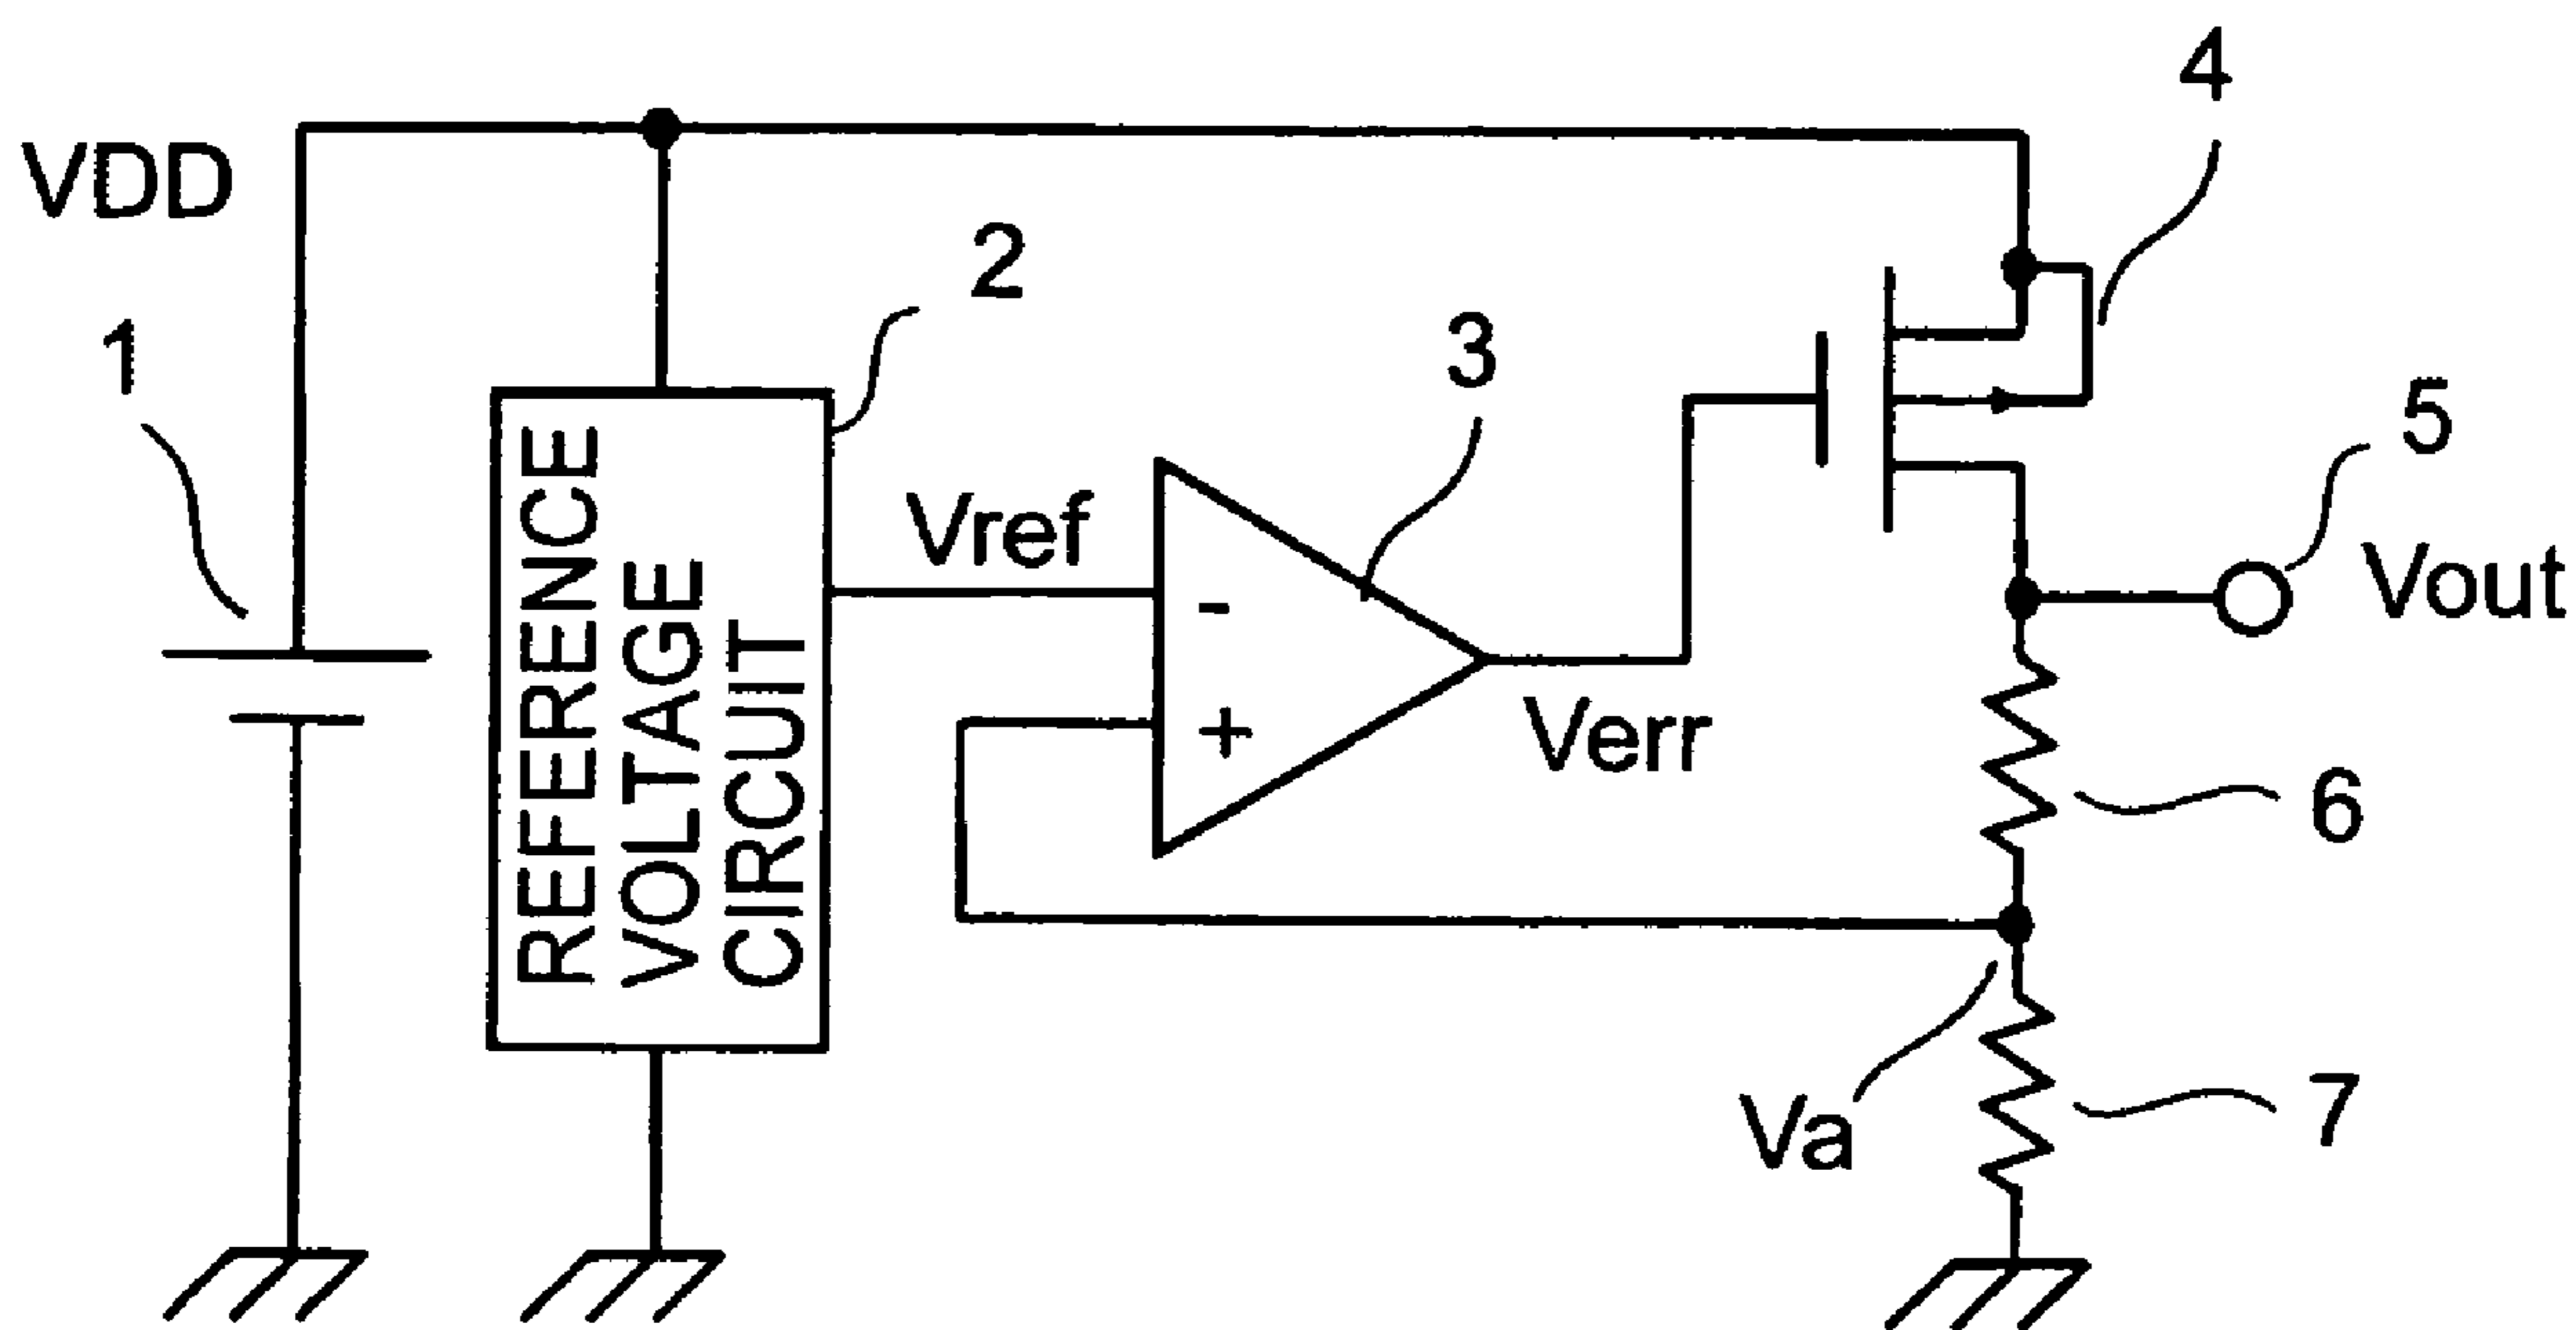 4
VDD
2
1
3
5
Vref
Vout
-
+
Verr
REFERENCE
VOLTAGE
CIRCUIT
6
Va
7